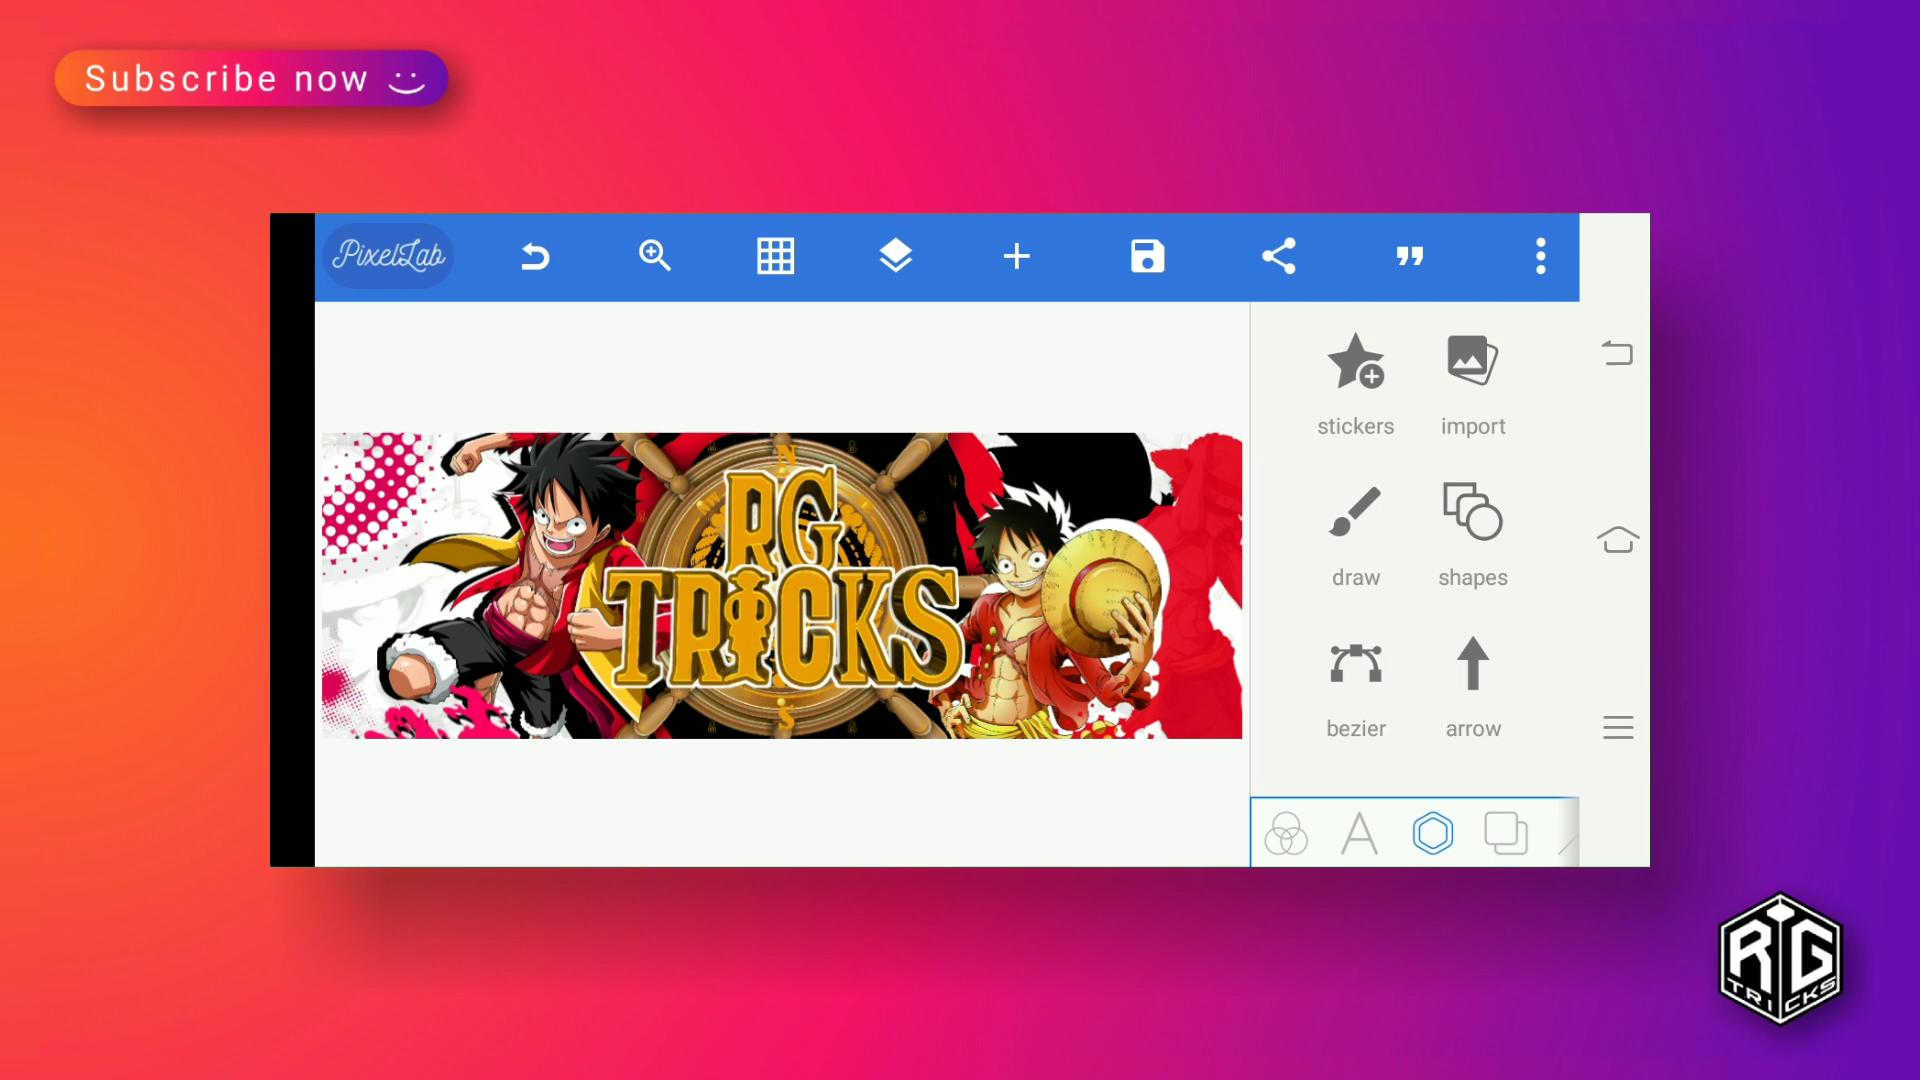 Subscribe now
PixelLab
stickers import
N
RG
TRICKS
S
draw shapes
bezier arrow
RG
TRICKS